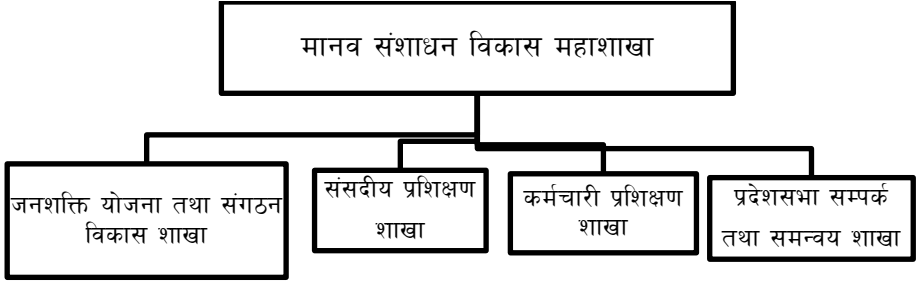 मानव संशाधन विकास महाशाखा
जनशक्ति योजना तथा संगठन
विकास शाखा
संसदीय प्रशिक्षण
शाखा
कर्मचारी प्रशिक्षण
शाखा
प्रदेशसभा सम्पर्क
तथा समन्वय शाखा